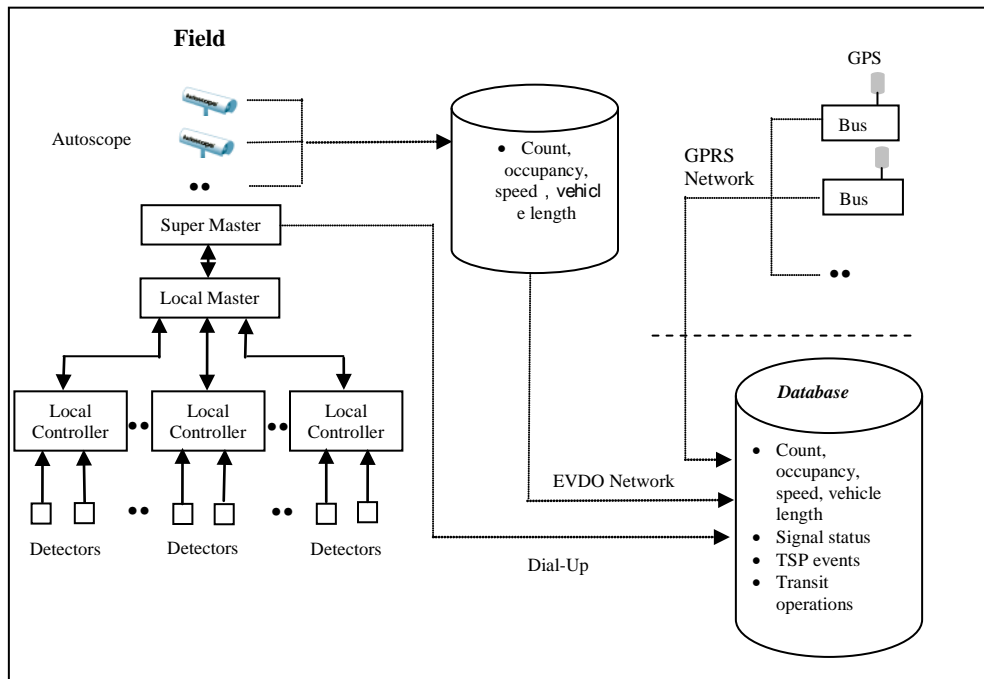 Field
Autoscope
Autoscope
Autoscope
• Count,
occupancy,
speed , vehicl
e length
GPS
Bus
GPRS
Network
Bus
Super Master
Local Master
Local
Controller
Local
Controller
Local
Controller
Detectors
Detectors
Detectors
EVDO Network
Dial-Up
Database
• Count,
occupancy,
speed, vehicle
length
• Signal status
• TSP events
• Transit
operations